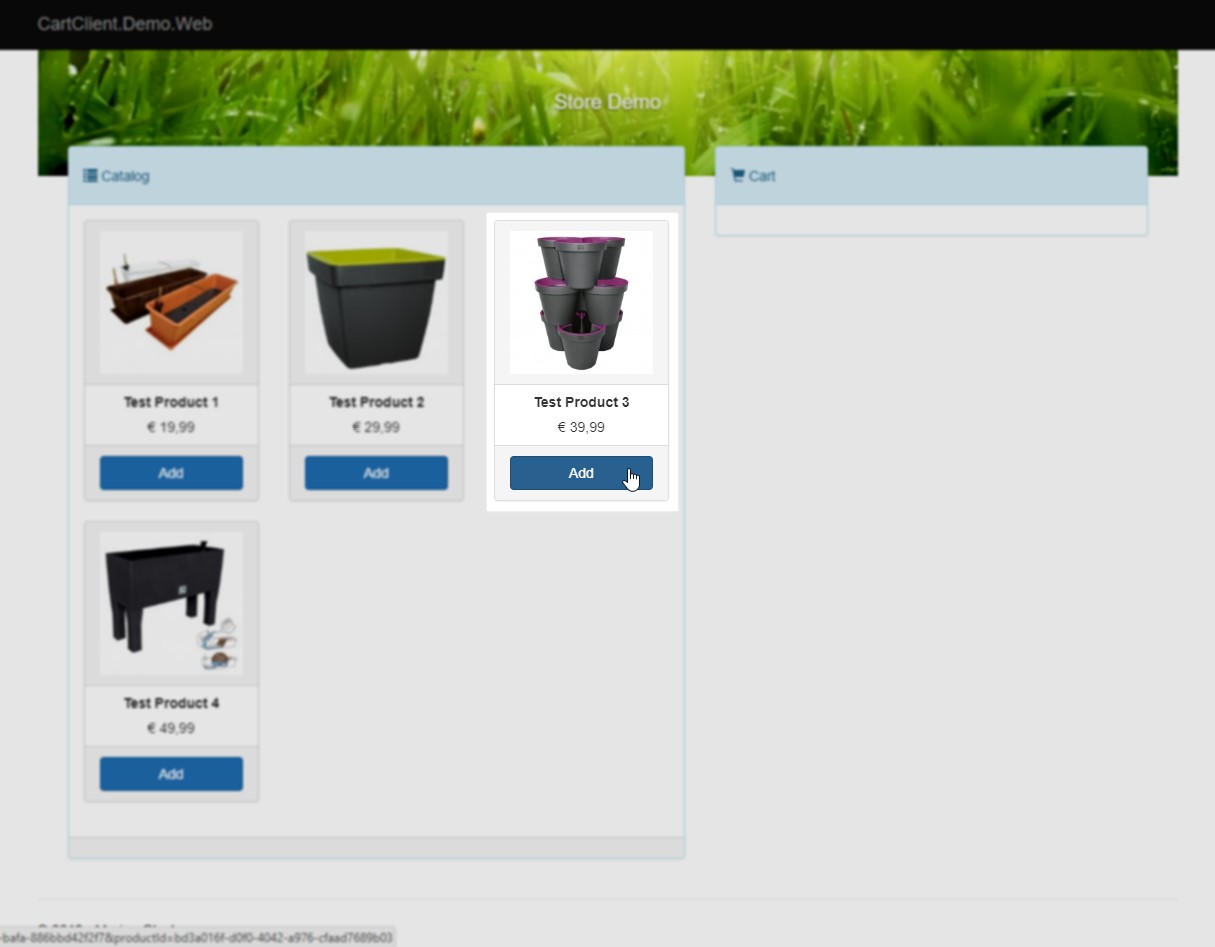 CartClient.Demo.Web
Store Demo
Catalog
Cart
Test Product 1
€ 19,99
Add
Test Product 2
€ 29,99
Add
Test Product 3
€ 39,99
Add
Test Product 4
€ 49,99
Add
-bafa-886bbd42f2f7&productId=bd3a016f-d0f0-4042-a976-cfaad7689b03